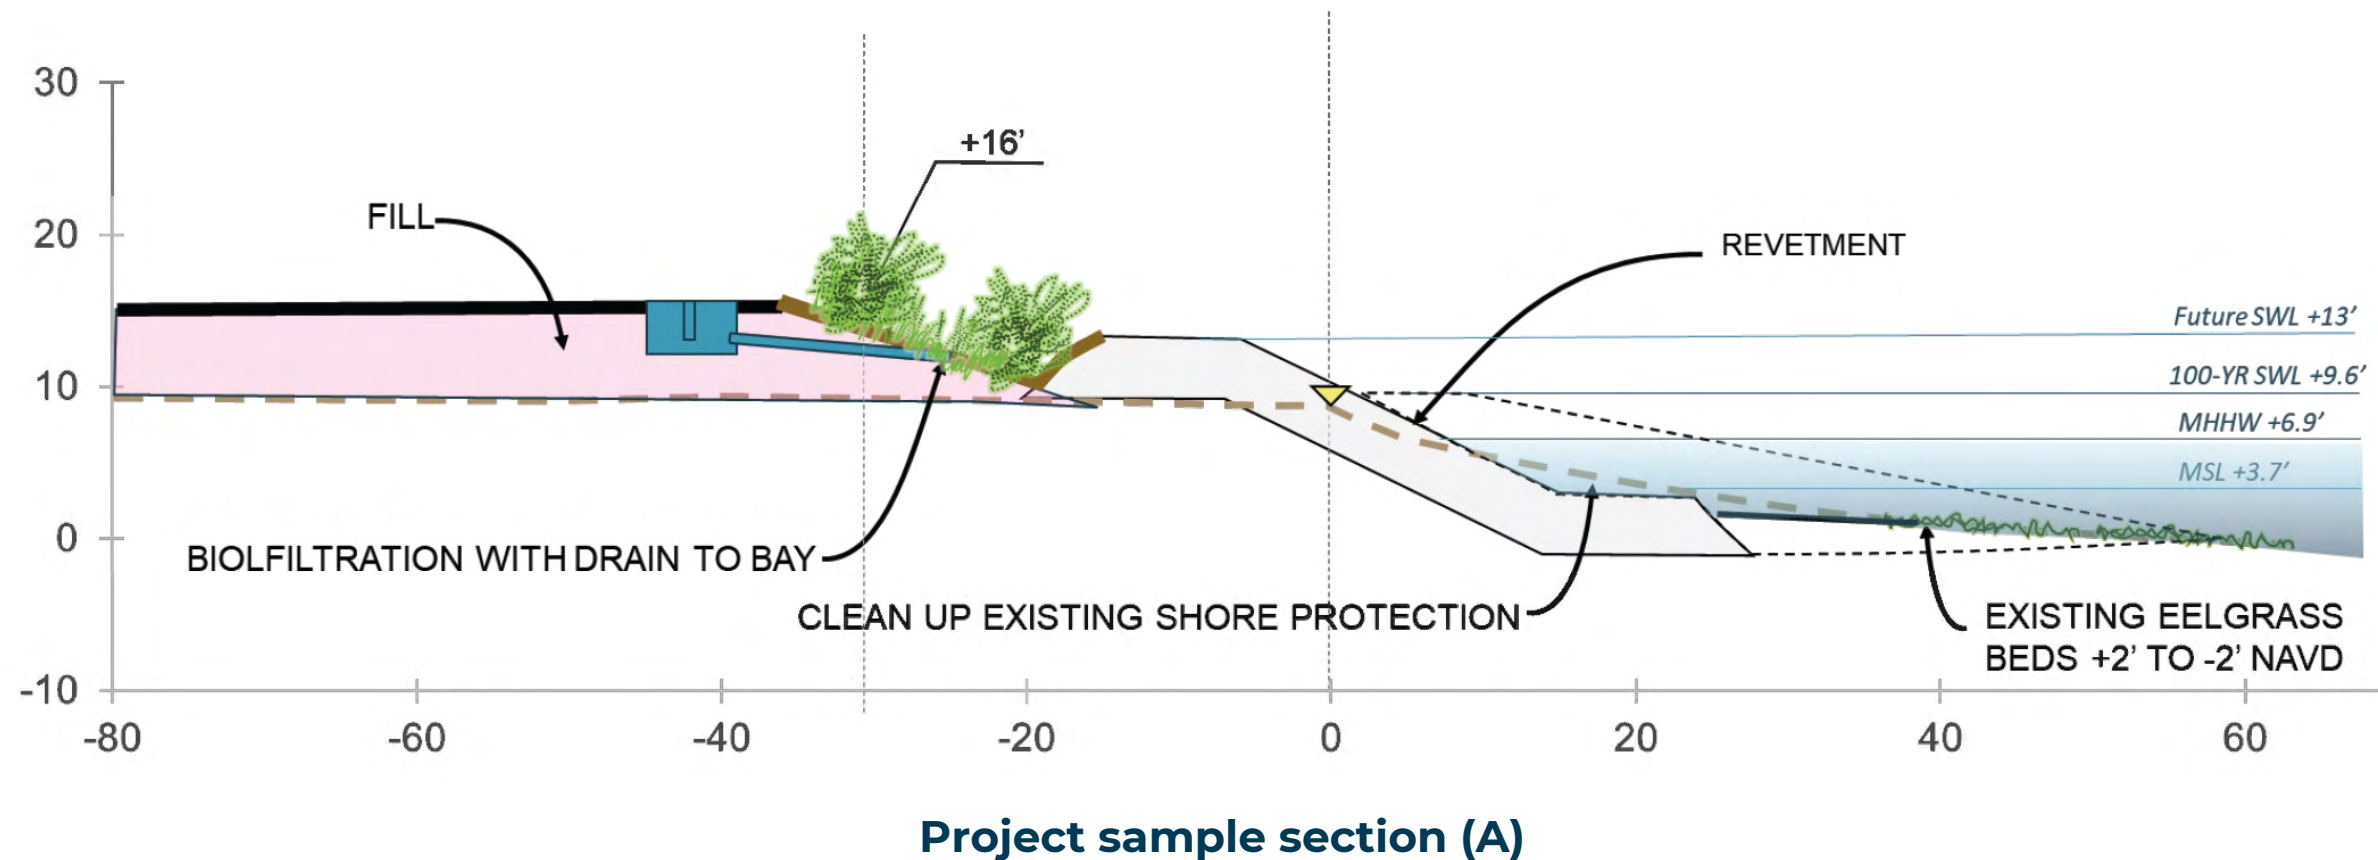 30
+16’
FILL
20
REVETMENT
Future SWL +13’
100-YR SWL +9.6’
10
MHHW +6.9’
MSL +3.7’
0
BIOLFILTRATION WITH DRAIN TO BAY
CLEAN UP EXISTING SHORE PROTECTION
EXISTING EELGRASS
BEDS +2’ TO -2’ NAVD
-10
-80 -60 -40 -20 0 20 40 60
Project sample section (A)